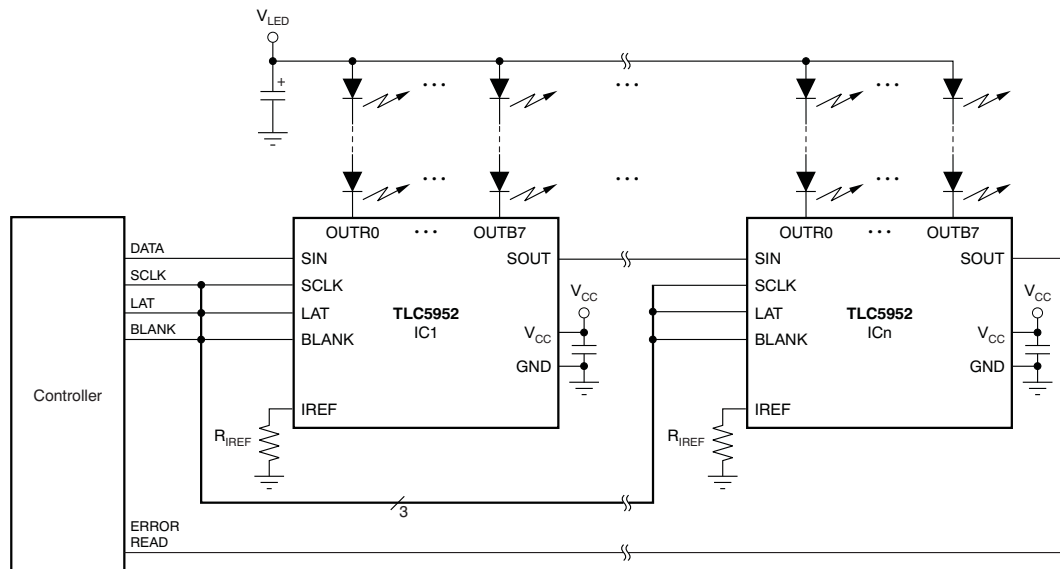 VLED
OUTR0 ••• OUTB7
OUTR0 ••• OUTB7
DATA
SCLK
LAT
BLANK
SIN
SCLK
LAT
BLANK
IREF
SOUT
VCC
GND
TLC5952
IC1
VCC
RIREF
SIN
SCLK
LAT
BLANK
IREF
SOUT
VCC
GND
TLC5952
ICn
VCC
RIREF
Controller
3
ERROR
READ